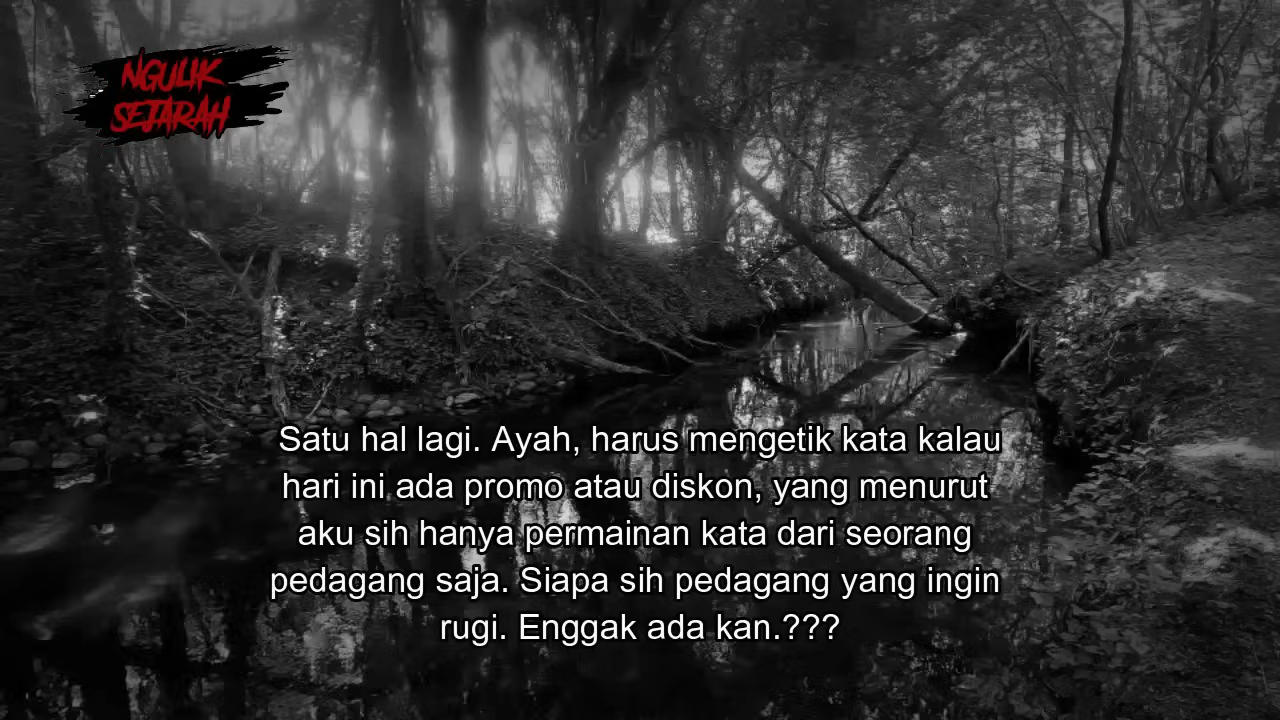 NGULIK
SEJARAH
Satu hal lagi. Ayah, harus mengetik kata kalau
hari ini ada promo atau diskon, yang menurut
aku sih hanya permainan kata dari seorang
pedagang saja. Siapa sih pedagang yang ingin
rugi. Enggak ada kan.???